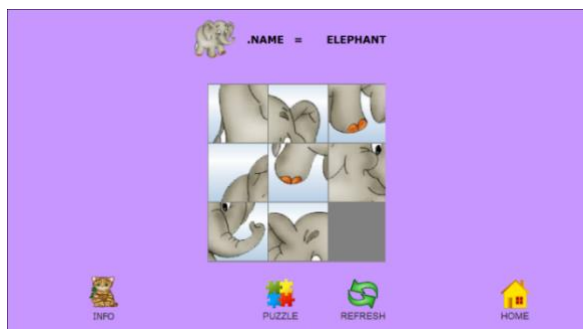 .NAME = ELEPHANT
INFO
PUZZLE
REFRESH
HOME